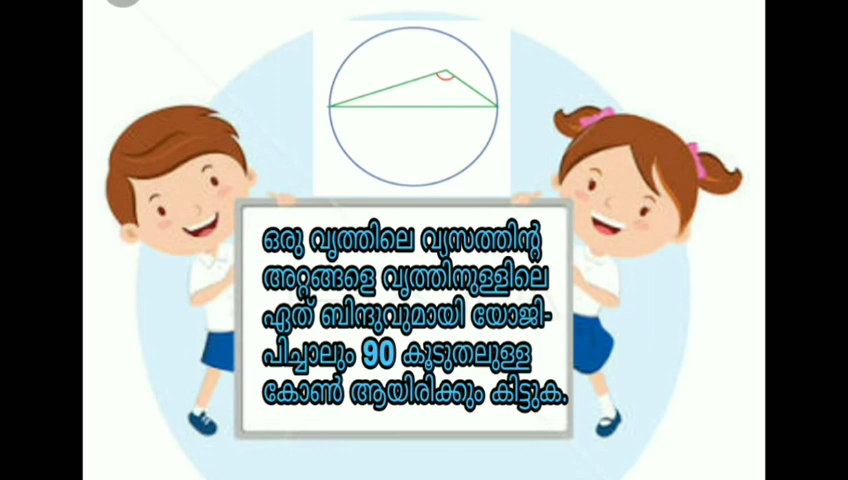 ഒരു വൃത്തിലെ വ്യസത്തിന്റ
അറ്റങ്ങളെ വൃത്തിനുള്ളിലെ
ഏത് ബിന്ദുവുമായി യോജി-
പിച്ചാലും 90 കൂടുതലുള്ള
കോൺ ആയിരിക്കും കിട്ടുക.